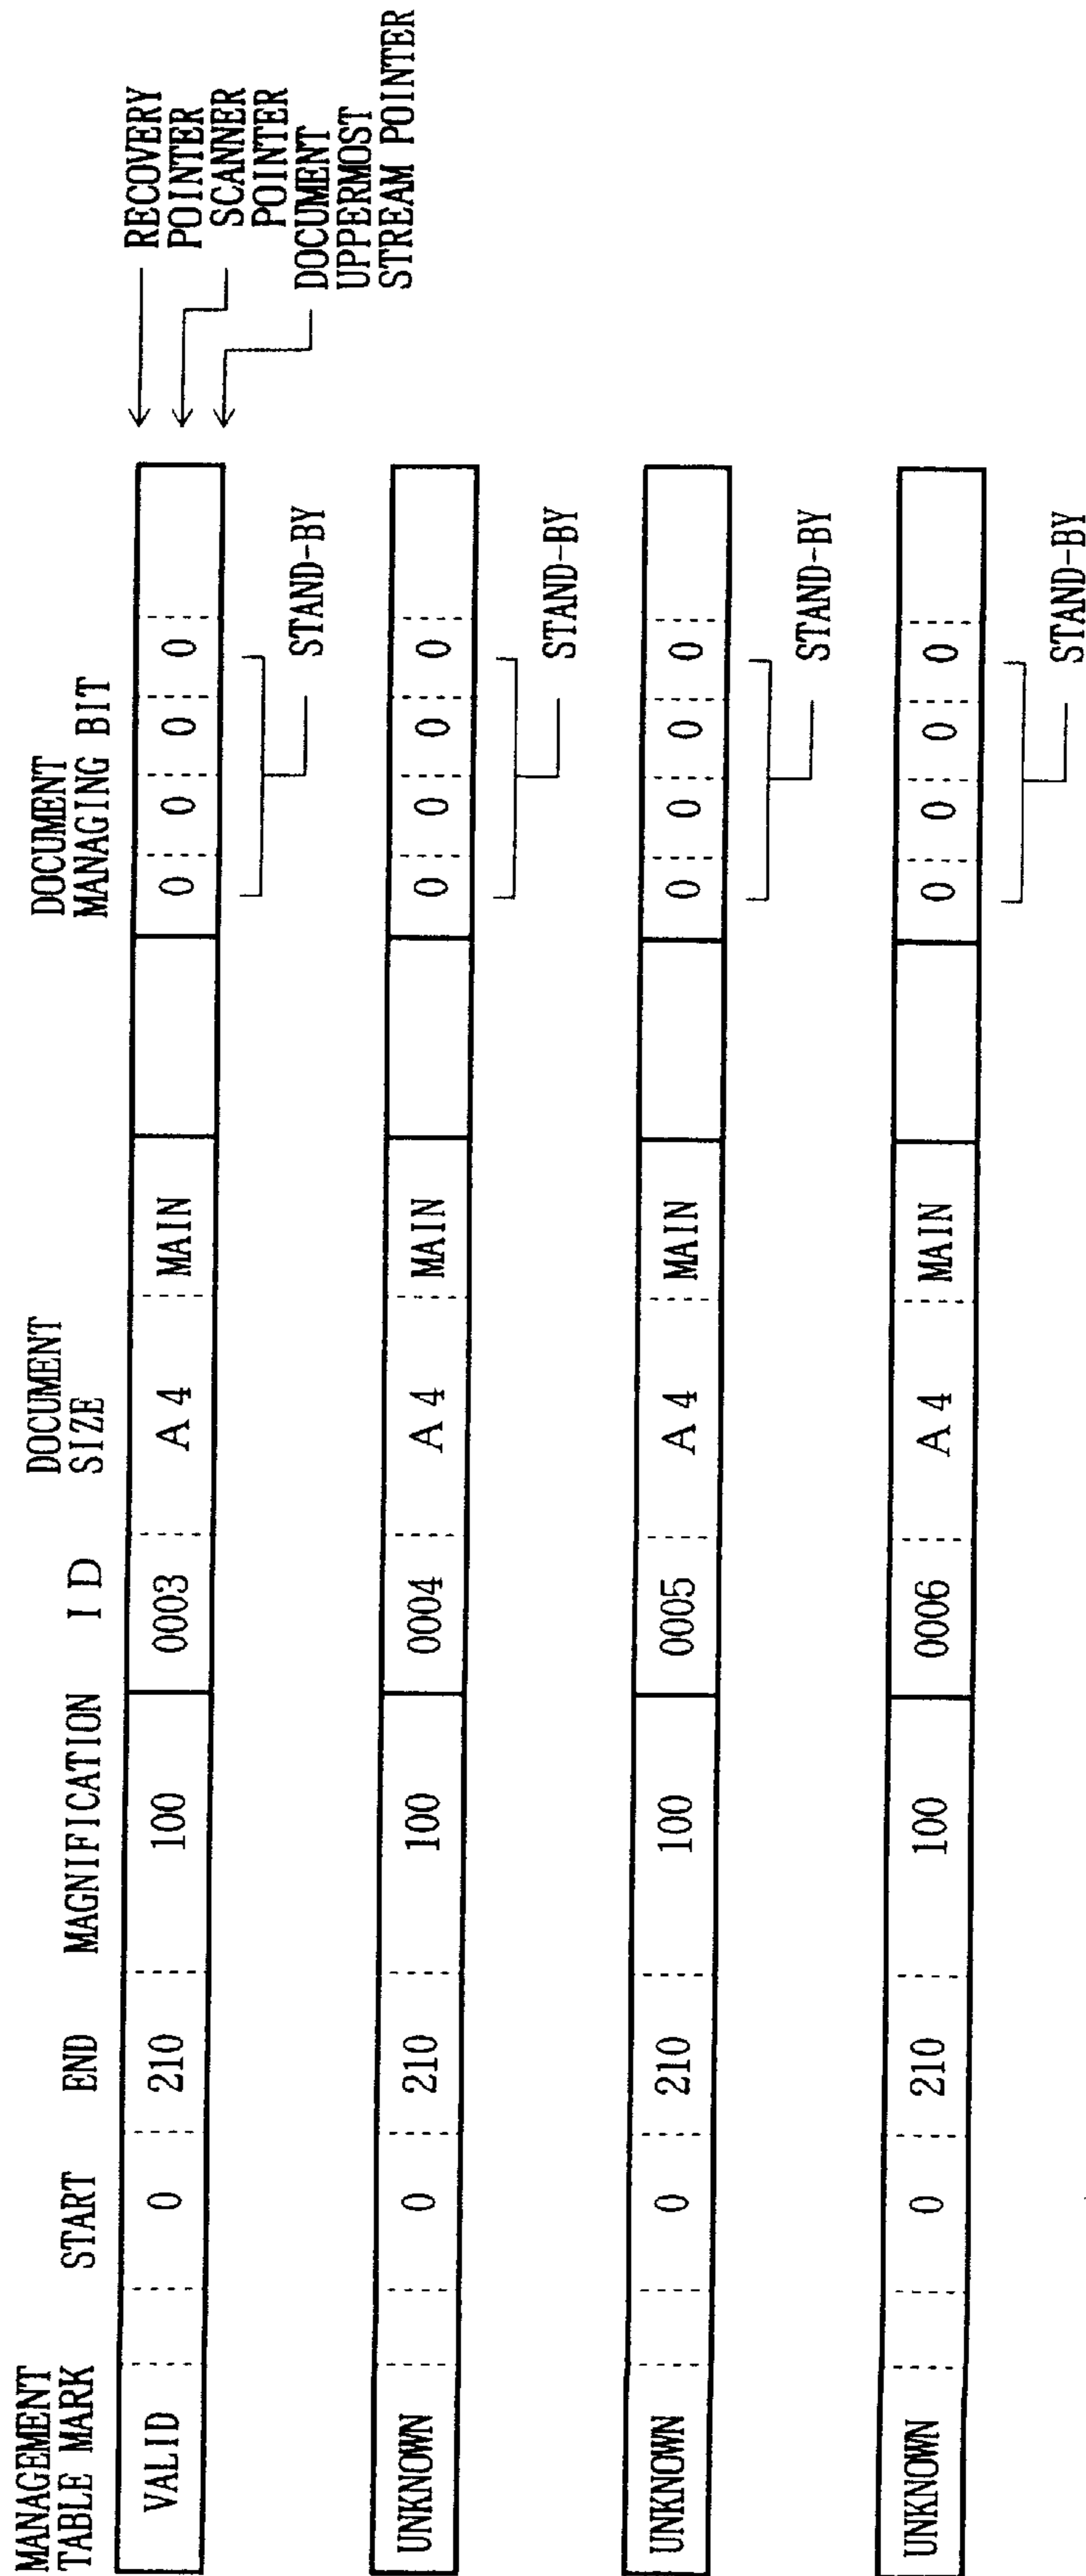 MANAGEMENT
TABLE MARK
START
END
MAGNIFICATION
I D
DOCUMENT
SIZE
DOCUMENT
MANAGING BIT
VALID 0 210 100 0003 A 4 MAIN 0 0 0 0
STAND-BY
RECOVERY
POINTER
SCANNER
POINTER
DOCUMENT
UPPERMOST
STREAM POINTER
UNKNOWN 0 210 100 0004 A 4 MAIN 0 0 0 0
STAND-BY
UNKNOWN 0 210 100 0005 A 4 MAIN 0 0 0 0
STAND-BY
UNKNOWN 0 210 100 0006 A 4 MAIN 0 0 0 0
STAND-BY